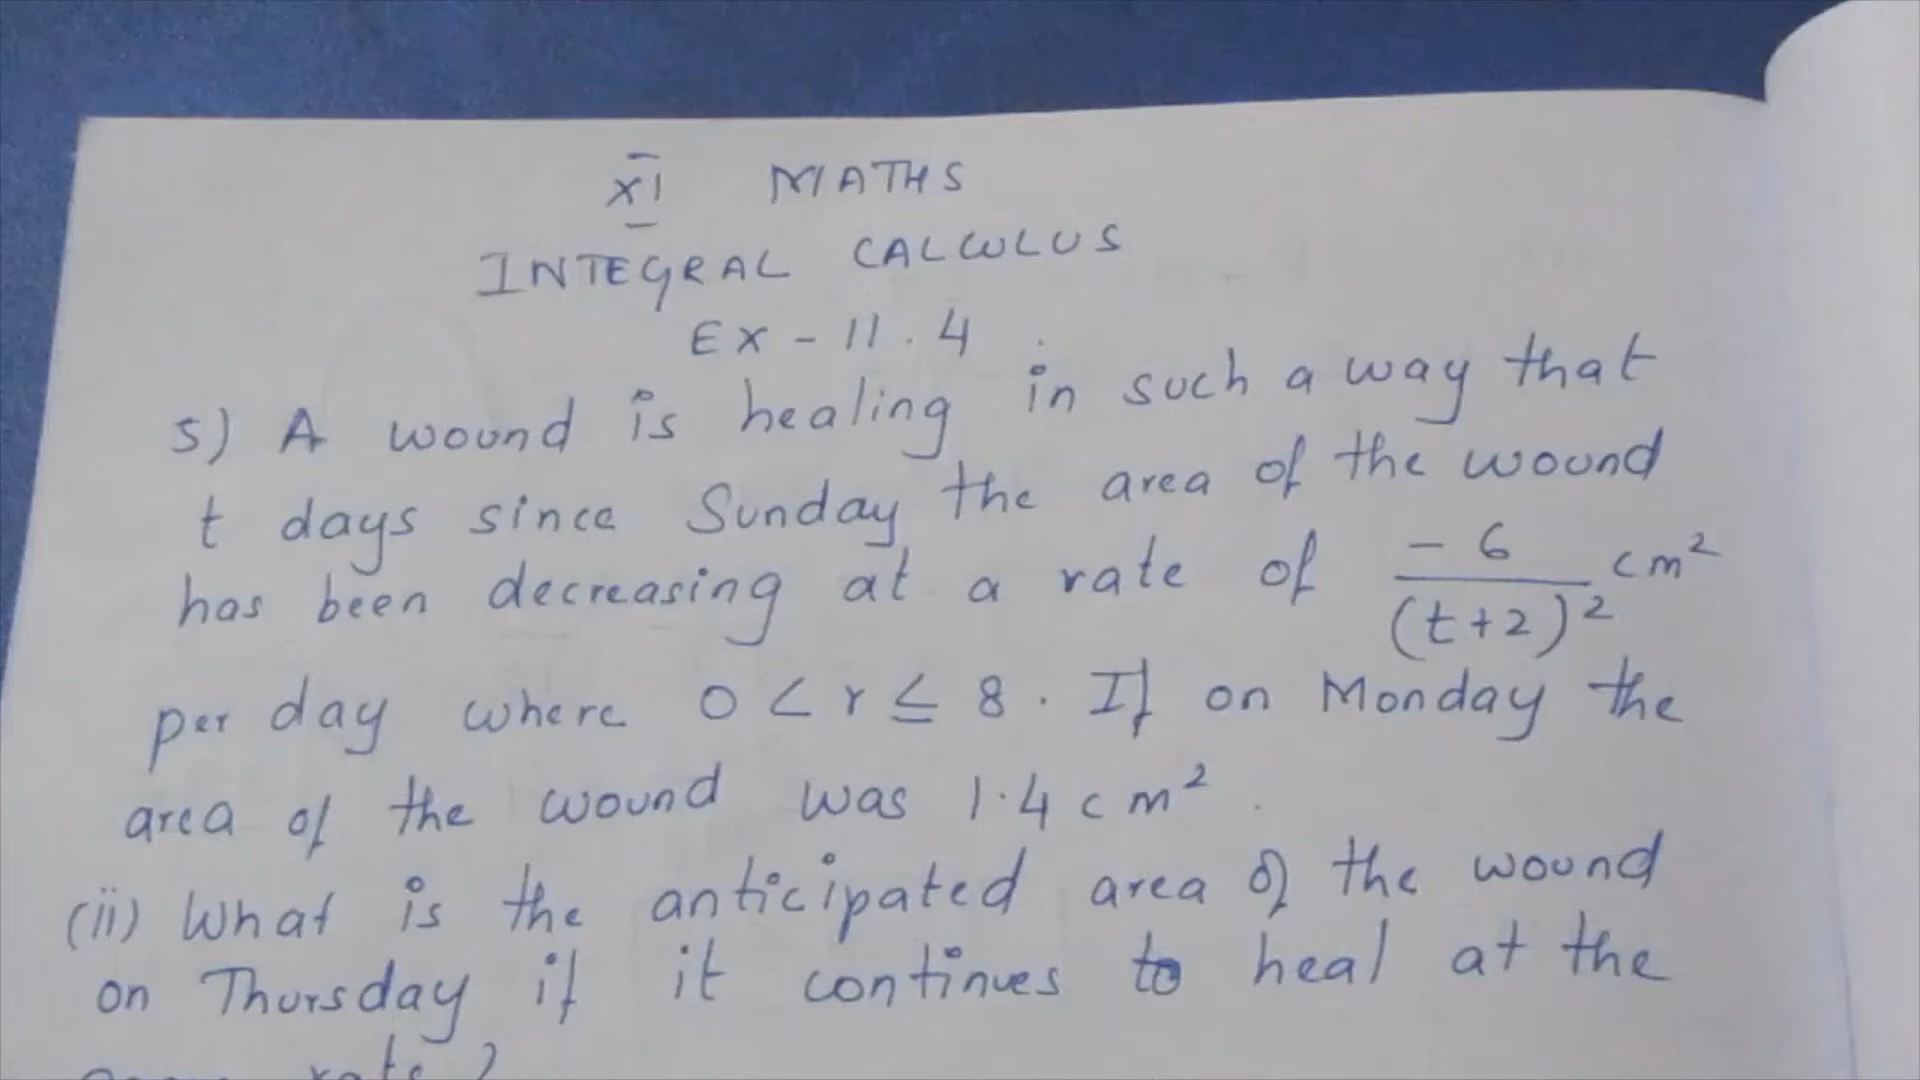 XI MATHS
INTEGRAL CALCULUS
EX - 11.4
5) A wound is healing in such a way that
t days since Sunday the area of the wound
has been decreasing at a rate of -6/(t+2)² cm²
per day where 0 < r ≤ 8. If on Monday the
area of the wound was 1.4 cm²
(ii) What is the anticipated area of the wound
on Thursday if it continues to heal at the
rate?